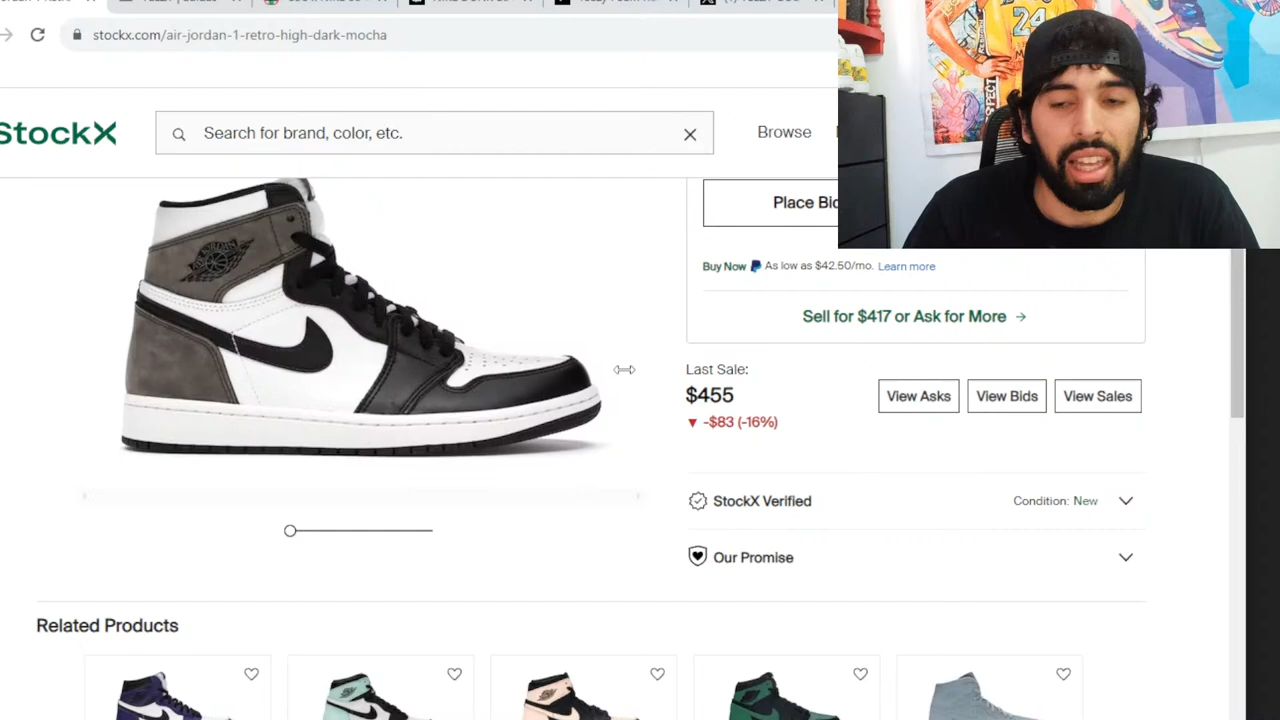 stockx.com/air-jordan-1-retro-high-dark-mocha
StockX
Search for brand, color, etc.
Browse
24
Place Bid
Buy Now
As low as $42.50/mo. Learn more
Sell for $417 or Ask for More →
Last Sale:
$455
▼ -$83 (-16%)
View Asks
View Bids
View Sales
StockX Verified
Condition: New
Our Promise
Related Products